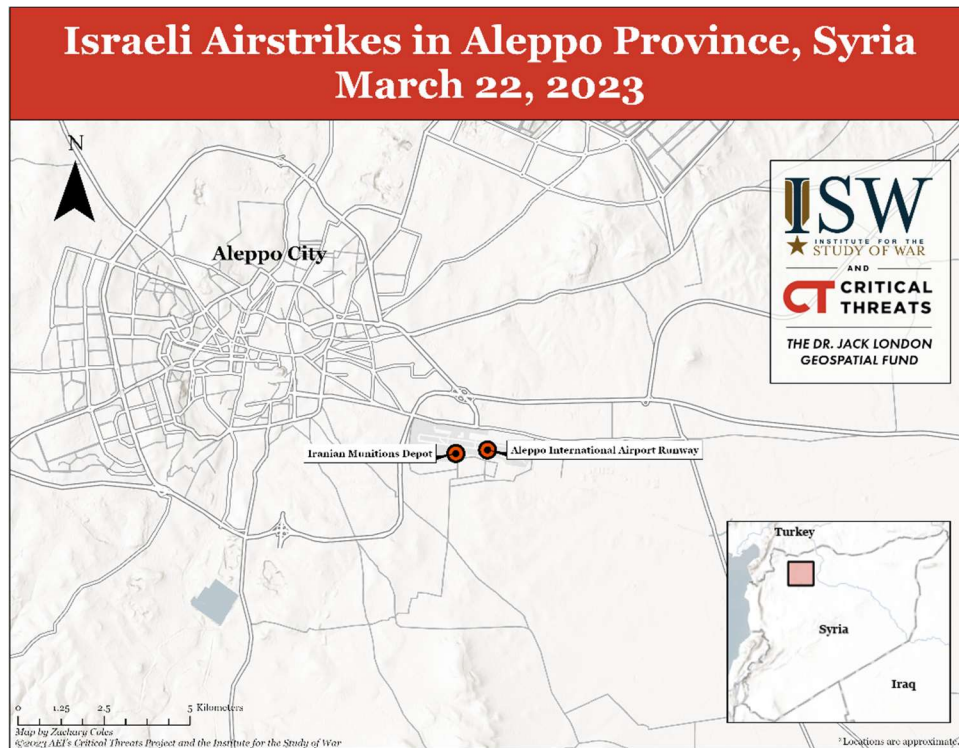 Israeli Airstrikes in Aleppo Province, Syria
March 22, 2023
N
Aleppo City
ISW
INSTITUTE FOR THE
STUDY OF WAR
AND
CT CRITICAL
THREATS
THE DR. JACK LONDON
GEOSPATIAL FUND
Iranian Munitions Depot
Aleppo International Airport Runway
Turkey
Syria
Iraq
0 1.25 2.5 5 Kilometers
Map by Zachary Coles
©2023 AEI's Critical Threats Project and the Institute for the Study of War
*Locations are approximate.